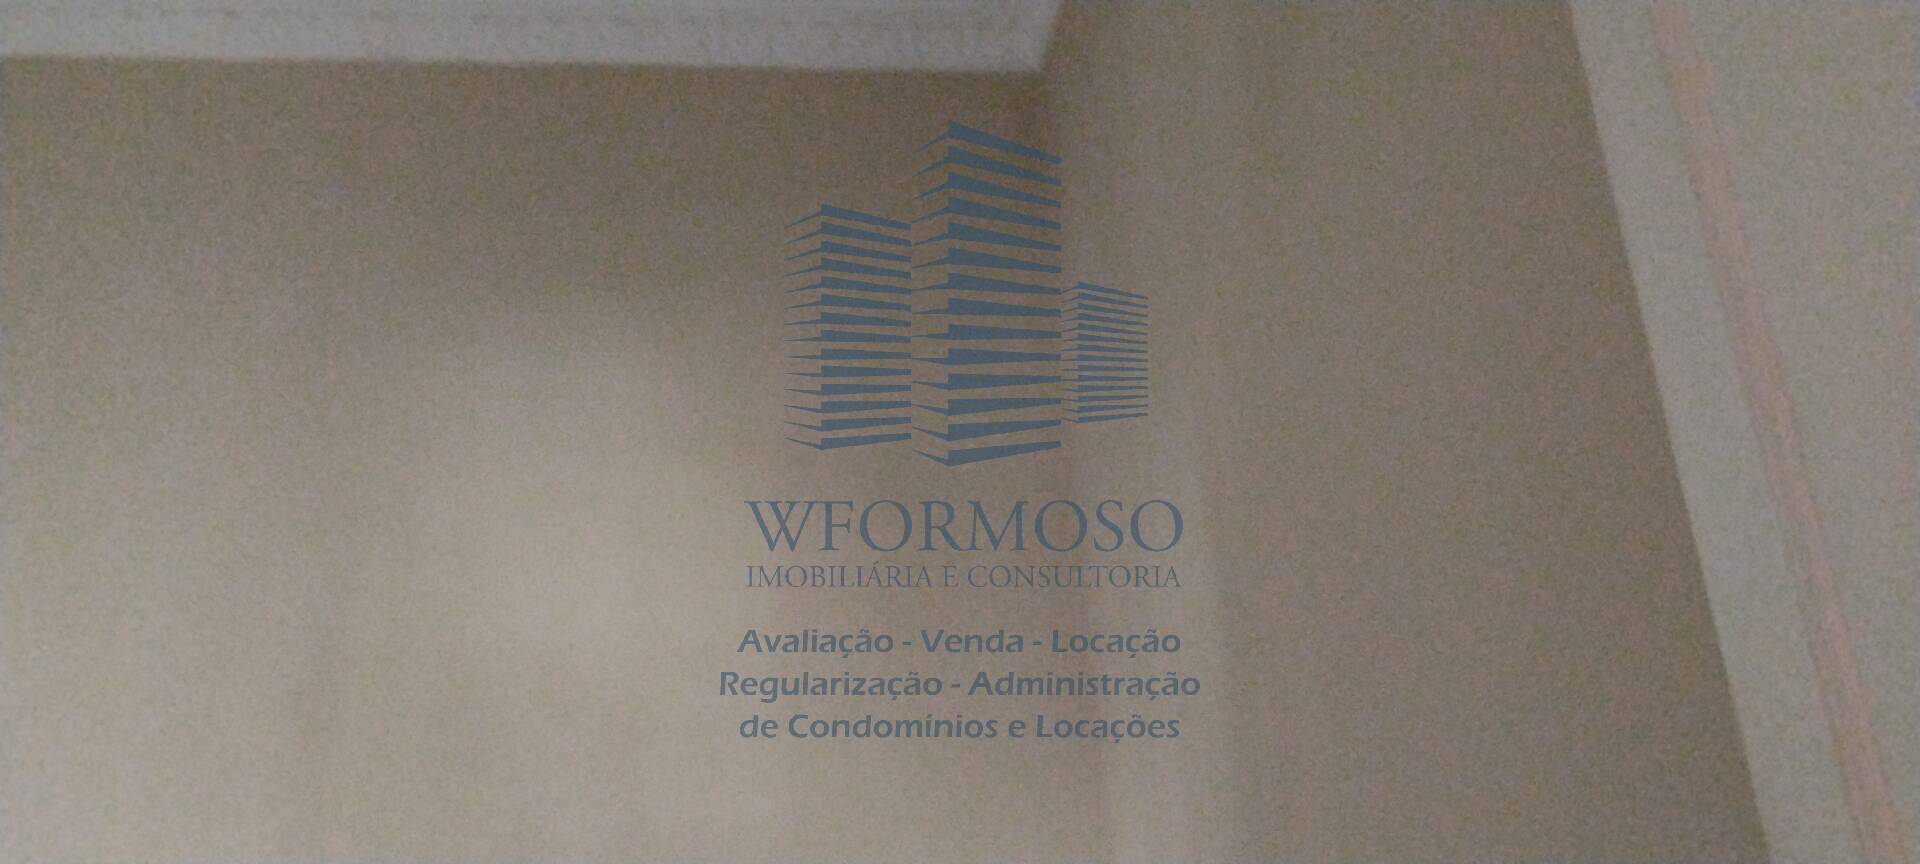 WFORMOSO
IMOBILIÁRIA E CONSULTORIA
Avaliação - Venda - Locação
Regularização - Administração
de Condomínios e Locações